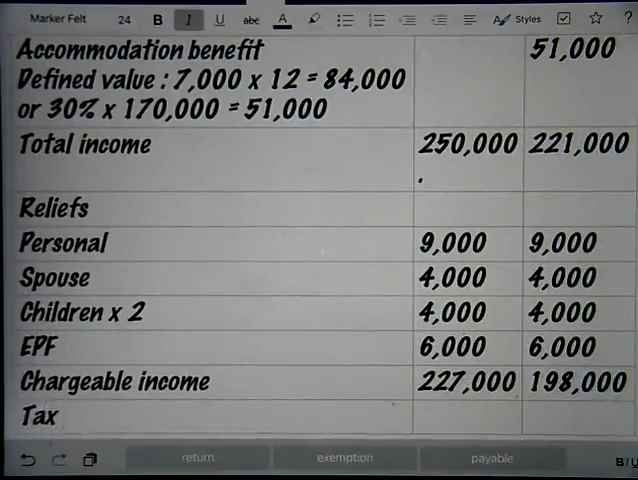 Marker Felt 24 B I U abc A Styles ?
Accommodation benefit 51,000
Defined value : 7,000 x 12 = 84,000
or 30% x 170,000 = 51,000
Total income 250,000 221,000
.
Reliefs
Personal 9,000 9,000
Spouse 4,000 4,000
Children x 2 4,000 4,000
EPF 6,000 6,000
Chargeable income 227,000 198,000
Tax
return exemption payable B/U